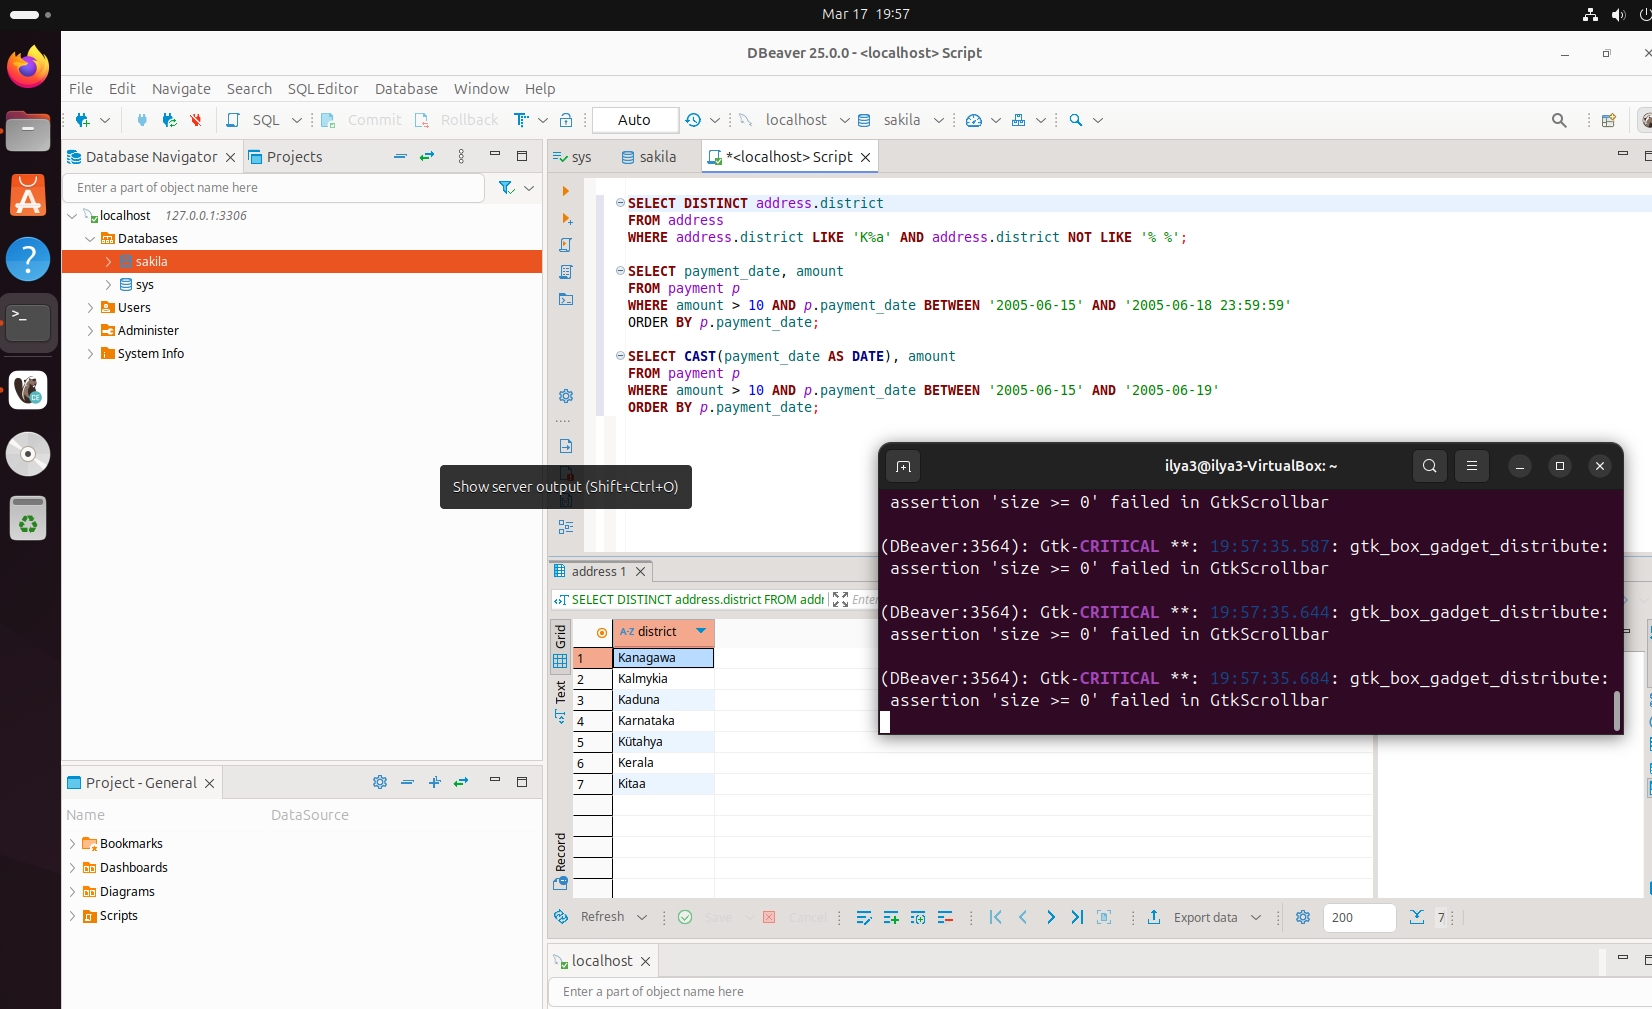 Mar 17 19:57
DBeaver 25.0.0 - <localhost> Script
File Edit Navigate Search SQL Editor Database Window Help
SQL Commit Rollback Auto localhost sakila
Database Navigator Projects
sys sakila *<localhost> Script
Enter a part of object name here
localhost 127.0.0.1:3306
Databases
sakila
sys
Users
Administer
System Info
SELECT DISTINCT address.district
FROM address
WHERE address.district LIKE 'K%a' AND address.district NOT LIKE '% %';
SELECT payment_date, amount
FROM payment p
WHERE amount > 10 AND p.payment_date BETWEEN '2005-06-15' AND '2005-06-18 23:59:59'
ORDER BY p.payment_date;
SELECT CAST(payment_date AS DATE), amount
FROM payment p
WHERE amount > 10 AND p.payment_date BETWEEN '2005-06-15' AND '2005-06-19'
ORDER BY p.payment_date;
Show server output (Shift+Ctrl+O)
ilya3@ilya3-VirtualBox: ~
assertion 'size >= 0' failed in GtkScrollbar
(DBeaver:3564): Gtk-CRITICAL **: 19:57:35.587: gtk_box_gadget_distribute:
assertion 'size >= 0' failed in GtkScrollbar
(DBeaver:3564): Gtk-CRITICAL **: 19:57:35.644: gtk_box_gadget_distribute:
assertion 'size >= 0' failed in GtkScrollbar
(DBeaver:3564): Gtk-CRITICAL **: 19:57:35.684: gtk_box_gadget_distribute:
assertion 'size >= 0' failed in GtkScrollbar
address 1
SELECT DISTINCT address.district FROM addr Enter
Grid
Text
Record
A-Z district
1 Kanagawa
2 Kalmykia
3 Kaduna
4 Karnataka
5 Kütahya
6 Kerala
7 Kitaa
Refresh Save Cancel Export data 200 7
Project - General
Name DataSource
Bookmarks
Dashboards
Diagrams
Scripts
localhost
Enter a part of object name here